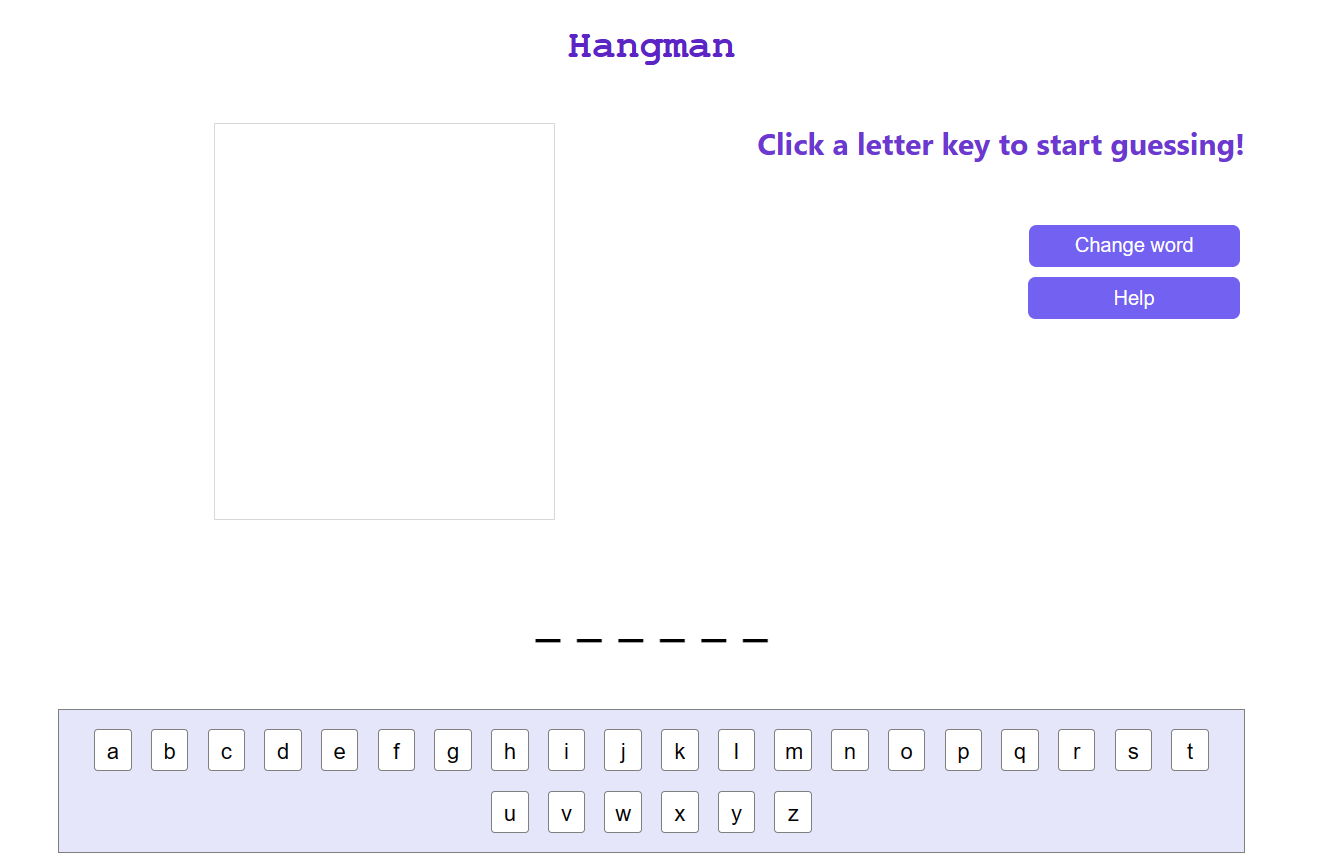 Hangman
Click a letter key to start guessing!
Change word
Help
_ _ _ _ _ _
a b c d e f g h i j k l m n o p q r s t
u v w x y z